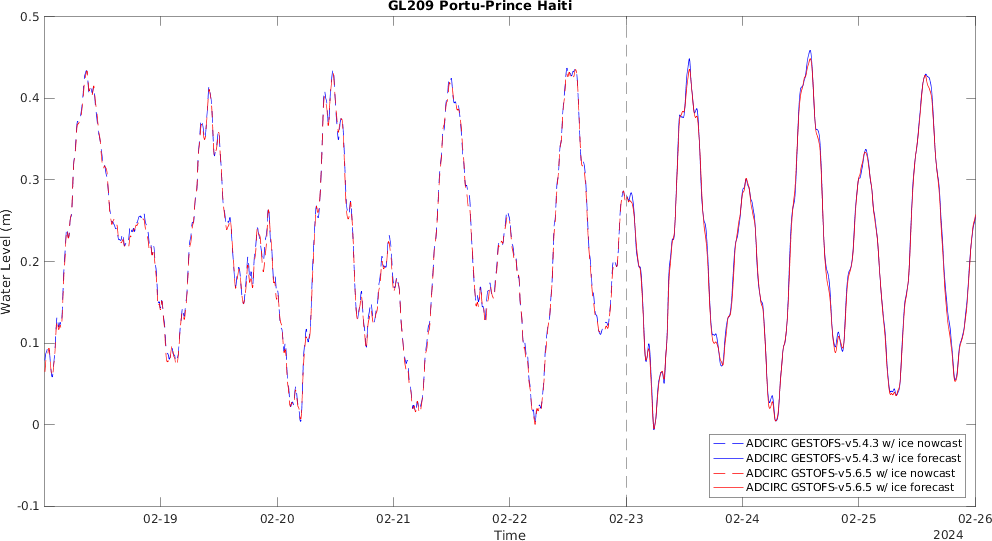 GL209 Portu-Prince Haiti
0.5
0.4
0.3
0.2
0.1
0
-0.1
Water Level (m)
02-19 02-20 02-21 02-22 02-23 02-24 02-25 02-26
Time
2024
ADCIRC GESTOFS-v5.4.3 w/ ice nowcast
ADCIRC GESTOFS-v5.4.3 w/ ice forecast
ADCIRC GSTOFS-v5.6.5 w/ ice nowcast
ADCIRC GSTOFS-v5.6.5 w/ ice forecast